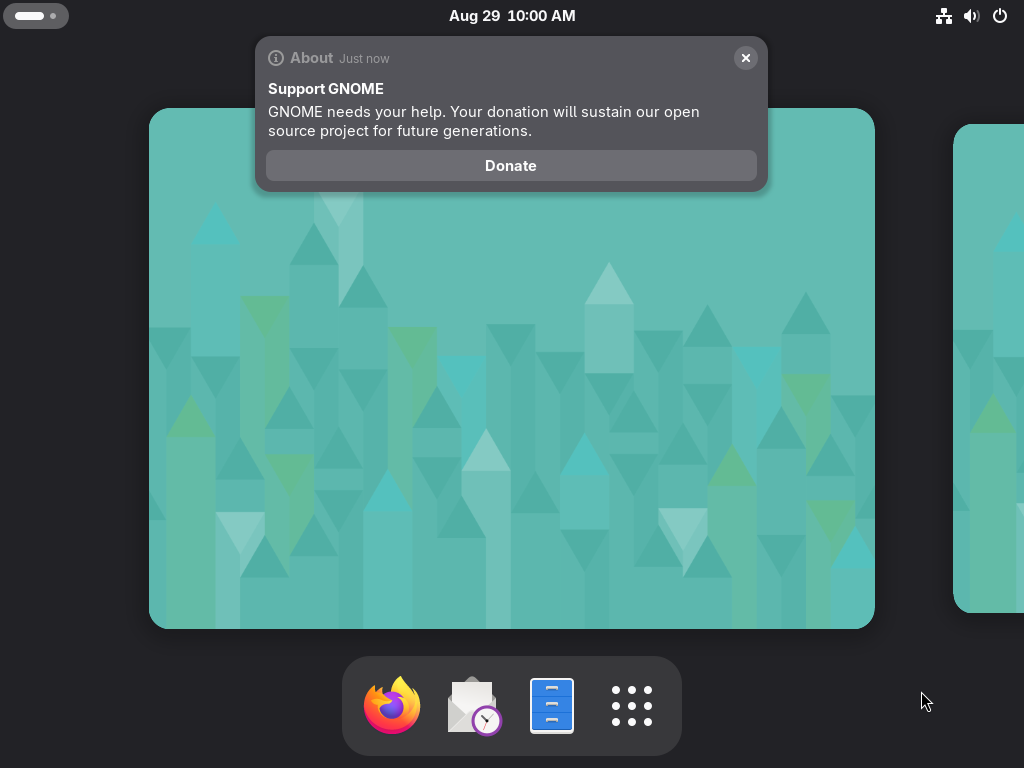 Aug 29 10:00 AM
About Just now
Support GNOME
GNOME needs your help. Your donation will sustain our open
source project for future generations.
Donate